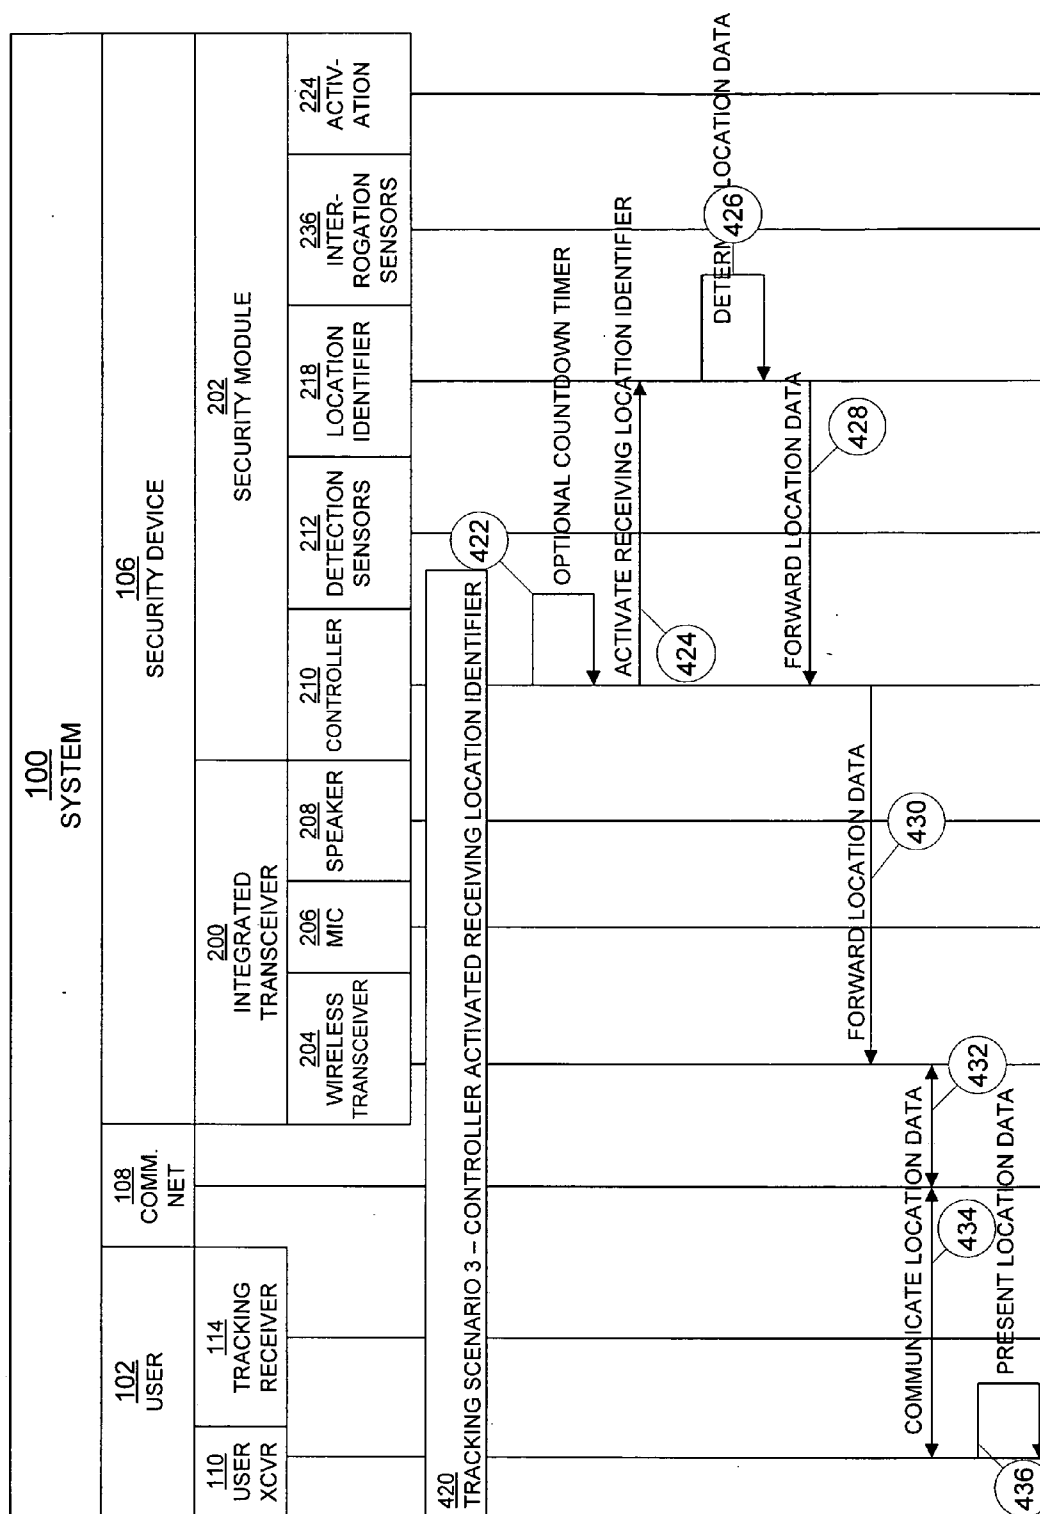 100
SYSTEM
102
USER
108
COMM.
NET
106
SECURITY DEVICE
200
INTEGRATED
TRANSCEIVER
202
SECURITY MODULE
110
USER
XCVR
114
TRACKING
RECEIVER
204
WIRELESS
TRANSCEIVER
206
MIC
208
SPEAKER
210
CONTROLLER
212
DETECTION
SENSORS
218
LOCATION
IDENTIFIER
236
INTER-
ROGATION
SENSORS
224
ACTIV-
ATION
420
TRACKING SCENARIO 3 – CONTROLLER ACTIVATED RECEIVING LOCATION IDENTIFIER
422
OPTIONAL COUNTDOWN TIMER
ACTIVATE RECEIVING LOCATION IDENTIFIER
424
DETERMINE LOCATION DATA
426
FORWARD LOCATION DATA
428
FORWARD LOCATION DATA
430
COMMUNICATE LOCATION DATA
432
434
PRESENT LOCATION DATA
436